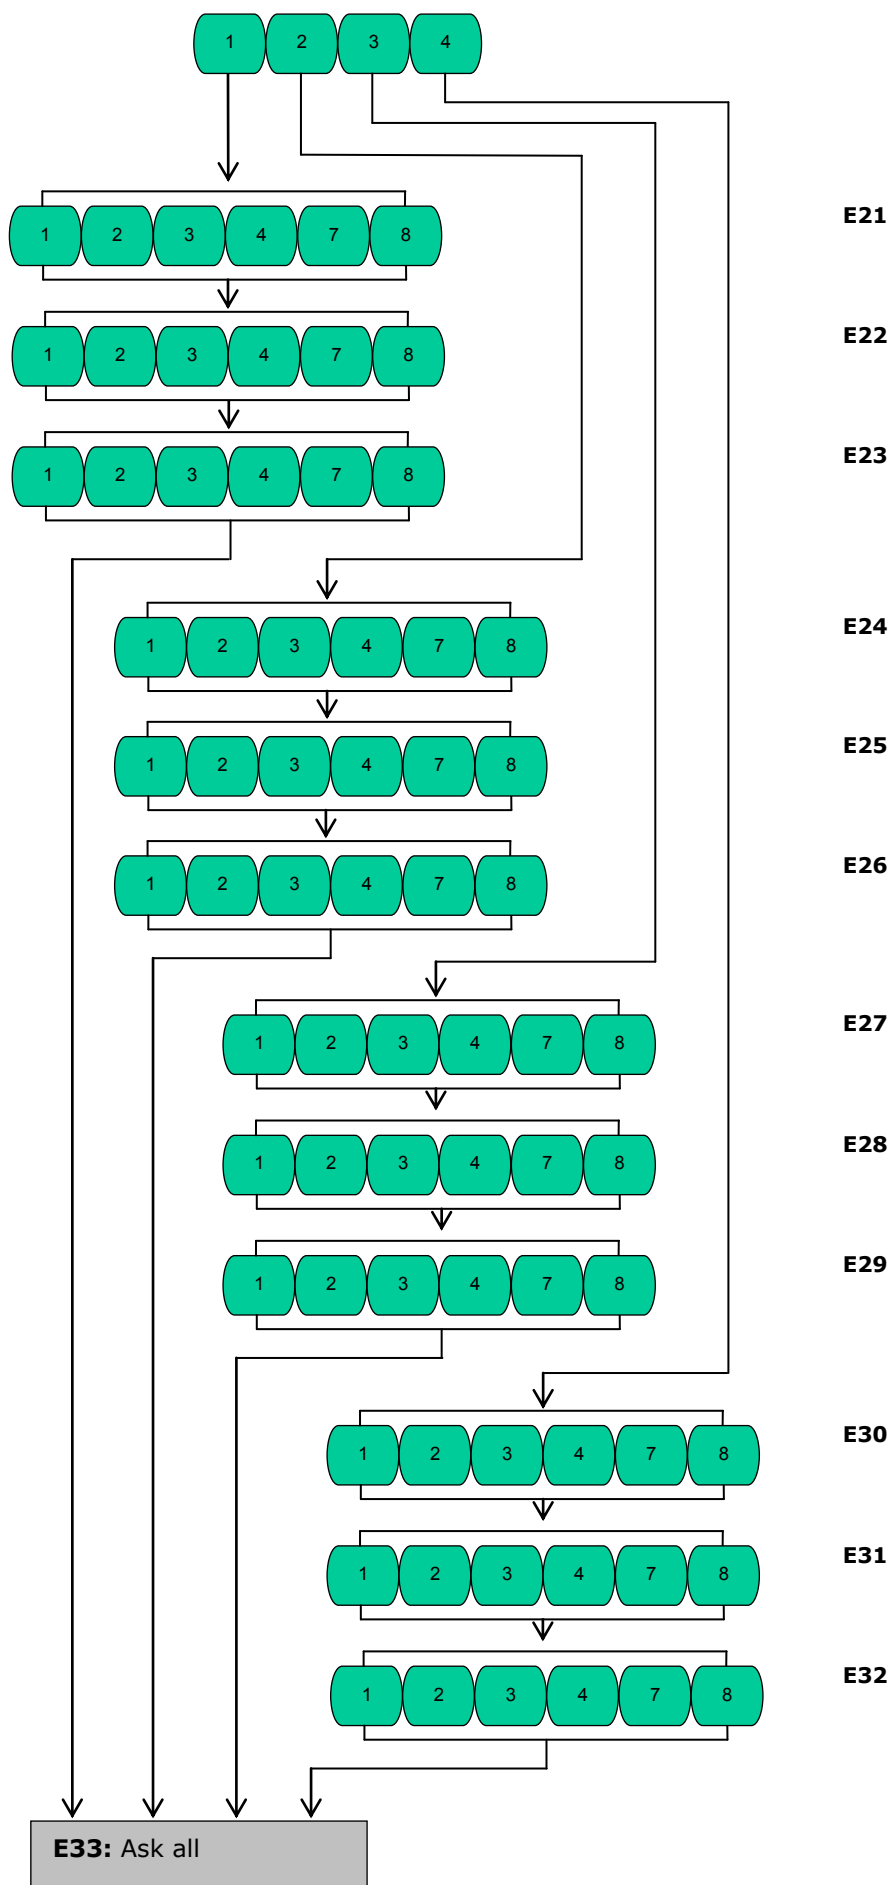 1 2 3 4
1 2 3 4 7 8 E21
1 2 3 4 7 8 E22
1 2 3 4 7 8 E23
1 2 3 4 7 8 E24
1 2 3 4 7 8 E25
1 2 3 4 7 8 E26
1 2 3 4 7 8 E27
1 2 3 4 7 8 E28
1 2 3 4 7 8 E29
1 2 3 4 7 8 E30
1 2 3 4 7 8 E31
1 2 3 4 7 8 E32
E33: Ask all